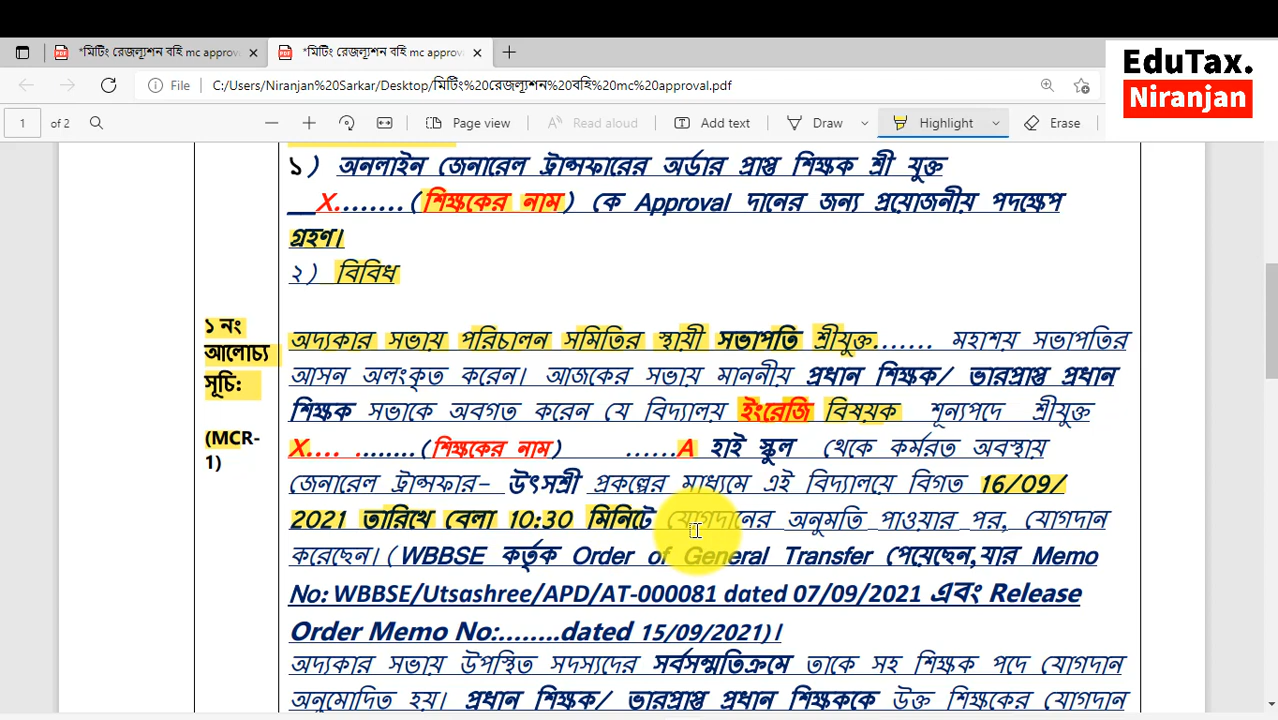 *মিটিং রেজল্যুশন বহি mc approv
*মিটিং রেজল্যুশন বহি mc approv
EduTax.
Niranjan
File C:/Users/Niranjan%20Sarkar/Desktop/মিটিং%20রেজল্যুশন%20বহি%20mc%20approval.pdf
1 of 2 Page view Read aloud Add text Draw Highlight Erase
১) অনলাইন জেনারেল ট্রান্সফারের অর্ডার প্রাপ্ত শিক্ষক শ্রী যুক্ত
__X........(শিক্ষকের নাম) কে Approval দানের জন্য প্রয়োজনীয় পদক্ষেপ
গ্রহণ।
২) বিবিধ
১ নং
আলোচ্য
সূচি:
(MCR-
1)
অদ্যকার সভায় পরিচালন সমিতির স্থায়ী সভাপতি শ্রীযুক্ত....... মহাশয় সভাপতির
আসন অলংকৃত করেন। আজকের সভায় মাননীয় প্রধান শিক্ষক/ ভারপ্রাপ্ত প্রধান
শিক্ষক সভাকে অবগত করেন যে বিদ্যালয় ইংরেজি বিষয়ক শূন্যপদে শ্রীযুক্ত
X.... ........(শিক্ষকের নাম) ......A হাই স্কুল থেকে কর্মরত অবস্থায়
জেনারেল ট্রান্সফার- উৎসশ্রী প্রকল্পের মাধ্যমে এই বিদ্যালয়ে বিগত 16/09/
2021 তারিখে বেলা 10:30 মিনিটে যোগদানের অনুমতি পাওয়ার পর, যোগদান
করেছেন। (WBBSE কর্তৃক Order of General Transfer পেয়েছেন,যার Memo
No: WBBSE/Utsashree/APD/AT-000081 dated 07/09/2021 এবং Release
Order Memo No:........dated 15/09/2021)।
অদ্যকার সভায় উপস্থিত সদস্যদের সর্বসম্মতিক্রমে তাকে সহ শিক্ষক পদে যোগদান
অনুমোদিত হয়। প্রধান শিক্ষক/ ভারপ্রাপ্ত প্রধান শিক্ষককে উক্ত শিক্ষকের যোগদান